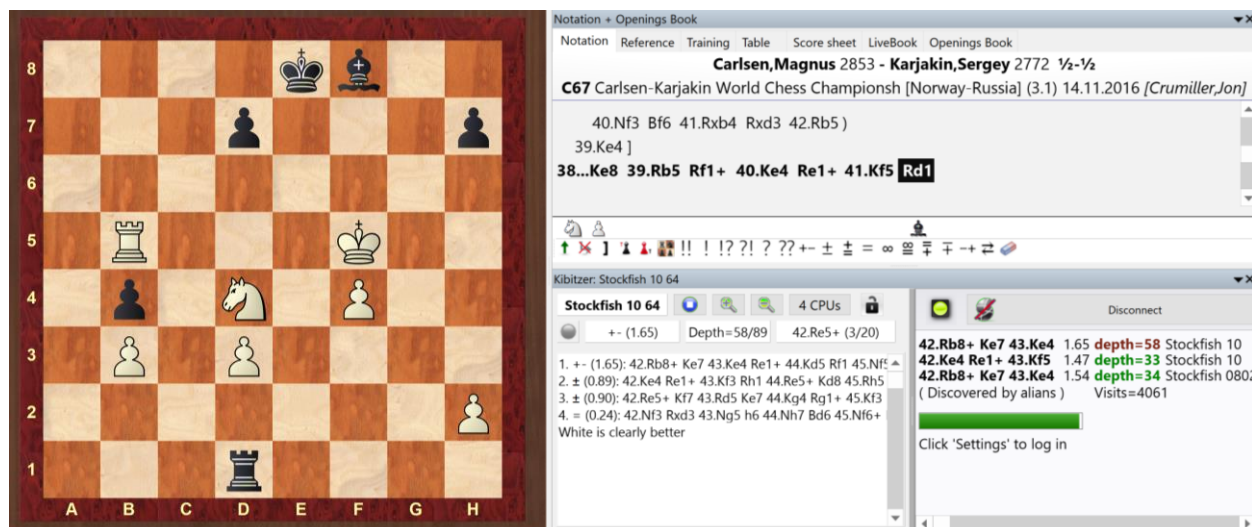 8
7
6
5
4
3
2
1
A B C D E F G H
Notation + Openings Book
Notation Reference Training Table Score sheet LiveBook Openings Book
Carlsen,Magnus 2853 - Karjakin,Sergey 2772 ½-½
C67 Carlsen-Karjakin World Chess Championsh [Norway-Russia] (3.1) 14.11.2016 [Crumiller,Jon]
40.Nf3 Bf6 41.Rxb4 Rxd3 42.Rb5 )
39.Ke4 ]
38...Ke8 39.Rb5 Rf1+ 40.Ke4 Re1+ 41.Kf5 Rd1
!! ! !? ?! ? ?? +- ± ⩲ = ∞ ⯹ ⩱ ∓ -+ ⇄
Kibitzer: Stockfish 10 64
Stockfish 10 64 4 CPUs
+- (1.65) Depth=58/89 42.Re5+ (3/20)
1. +- (1.65): 42.Rb8+ Ke7 43.Ke4 Re1+ 44.Kd5 Rf1 45.Nf5
2. ± (0.89): 42.Ke4 Re1+ 43.Kf3 Rh1 44.Re5+ Kd8 45.Rh5
3. ± (0.90): 42.Re5+ Kf7 43.Rd5 Ke7 44.Kg4 Rg1+ 45.Kf3
4. = (0.24): 42.Nf3 Rxd3 43.Ng5 h6 44.Nh7 Bd6 45.Nf6+
White is clearly better
Disconnect
42.Rb8+ Ke7 43.Ke4 1.65 depth=58 Stockfish 10
42.Ke4 Re1+ 43.Kf5 1.47 depth=33 Stockfish 10
42.Rb8+ Ke7 43.Ke4 1.54 depth=34 Stockfish 0802
( Discovered by alians ) Visits=4061
Click 'Settings' to log in